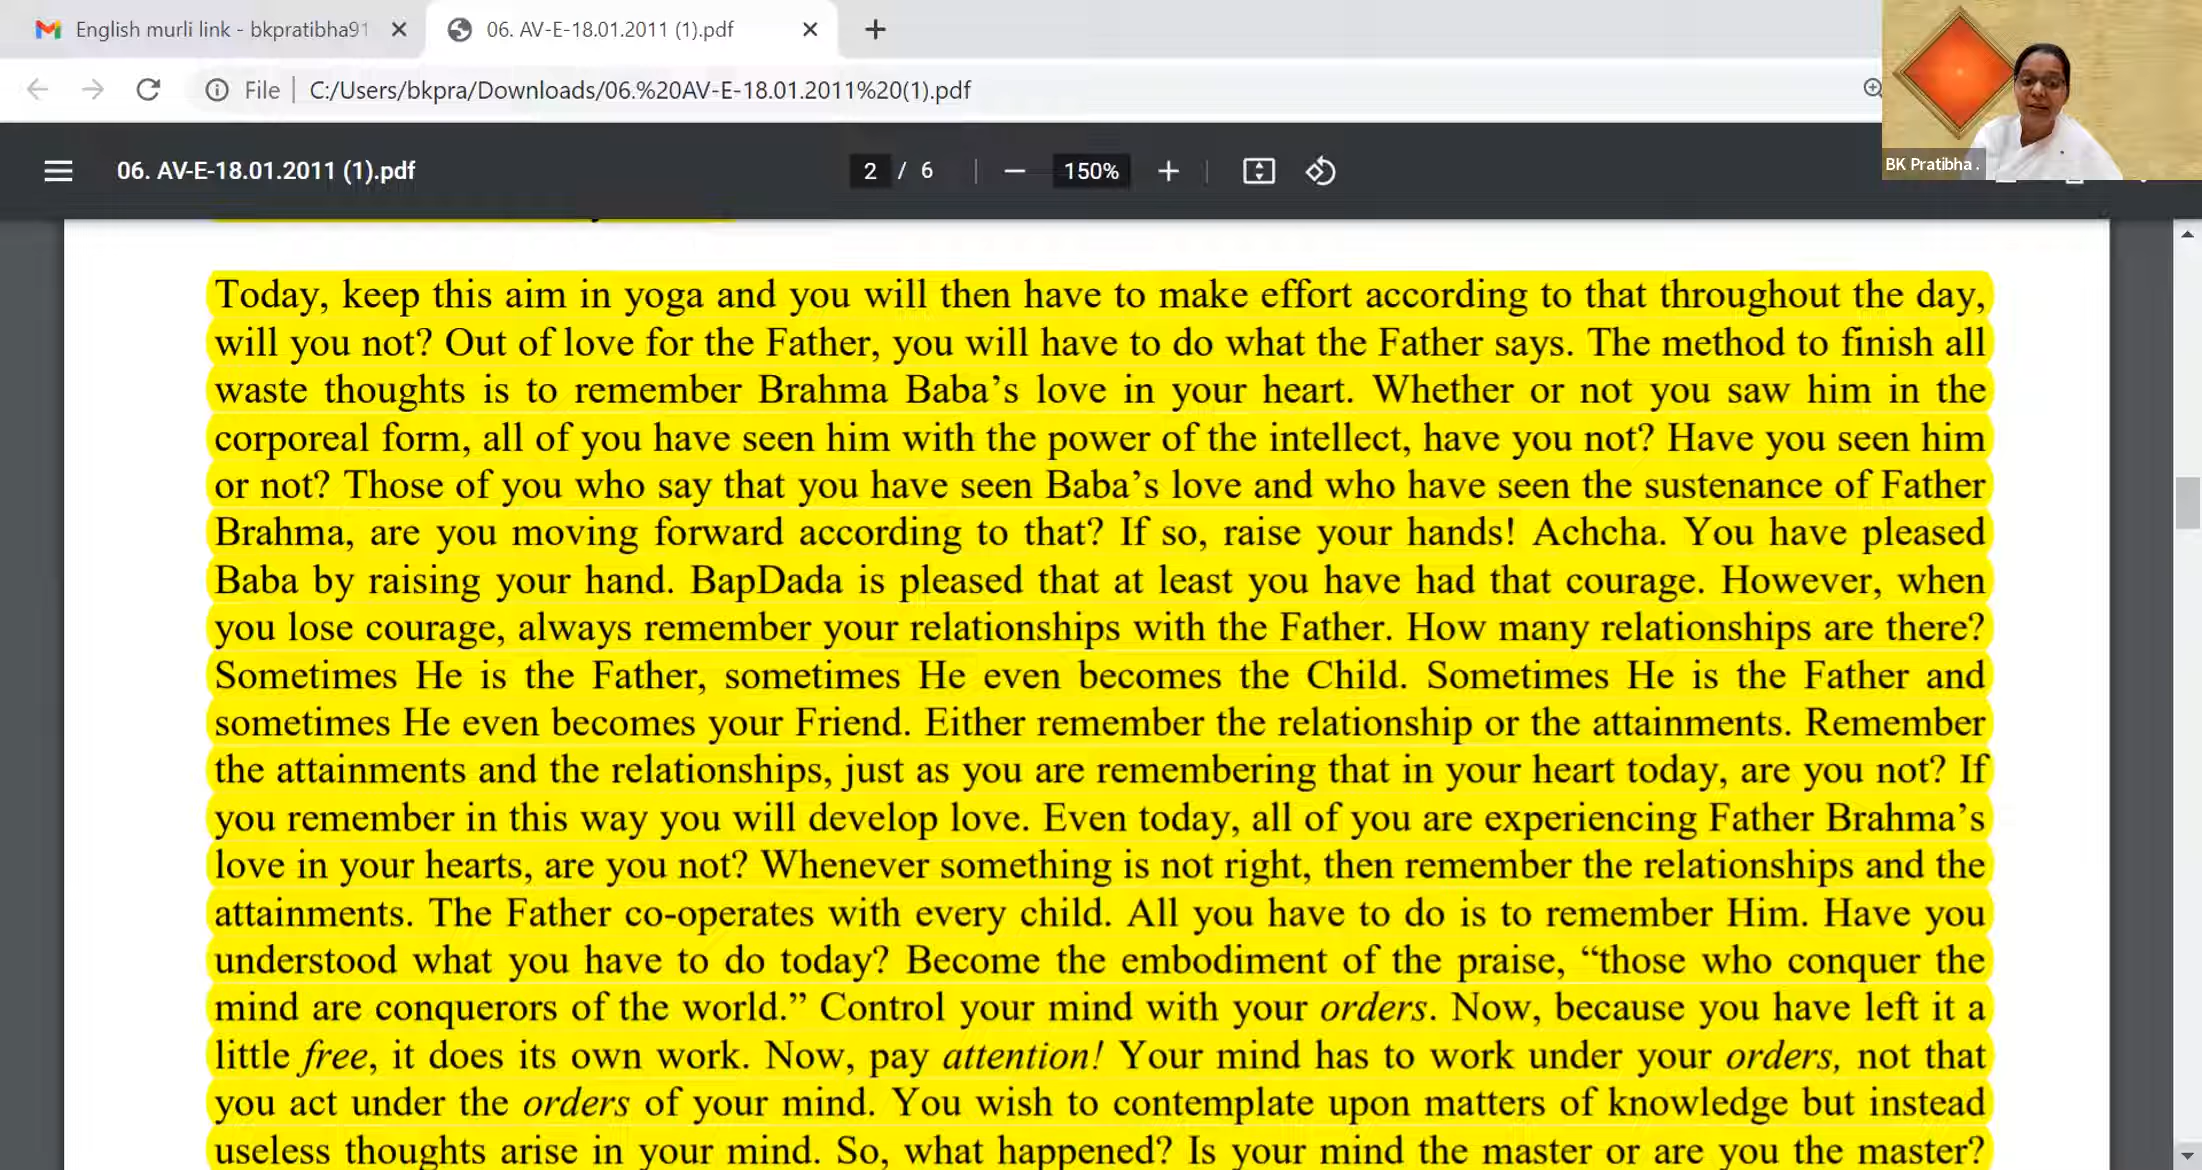 English murli link - bkpratibha91
06. AV-E-18.01.2011 (1).pdf
File
C:/Users/bkpra/Downloads/06.%20AV-E-18.01.2011%20(1).pdf
06. AV-E-18.01.2011 (1).pdf
2 / 6
150%
BK Pratibha .
Today, keep this aim in yoga and you will then have to make effort according to that throughout the day,
will you not? Out of love for the Father, you will have to do what the Father says. The method to finish all
waste thoughts is to remember Brahma Baba’s love in your heart. Whether or not you saw him in the
corporeal form, all of you have seen him with the power of the intellect, have you not? Have you seen him
or not? Those of you who say that you have seen Baba’s love and who have seen the sustenance of Father
Brahma, are you moving forward according to that? If so, raise your hands! Achcha. You have pleased
Baba by raising your hand. BapDada is pleased that at least you have had that courage. However, when
you lose courage, always remember your relationships with the Father. How many relationships are there?
Sometimes He is the Father, sometimes He even becomes the Child. Sometimes He is the Father and
sometimes He even becomes your Friend. Either remember the relationship or the attainments. Remember
the attainments and the relationships, just as you are remembering that in your heart today, are you not? If
you remember in this way you will develop love. Even today, all of you are experiencing Father Brahma’s
love in your hearts, are you not? Whenever something is not right, then remember the relationships and the
attainments. The Father co-operates with every child. All you have to do is to remember Him. Have you
understood what you have to do today? Become the embodiment of the praise, “those who conquer the
mind are conquerors of the world.” Control your mind with your orders. Now, because you have left it a
little free, it does its own work. Now, pay attention! Your mind has to work under your orders, not that
you act under the orders of your mind. You wish to contemplate upon matters of knowledge but instead
useless thoughts arise in your mind. So, what happened? Is your mind the master or are you the master?